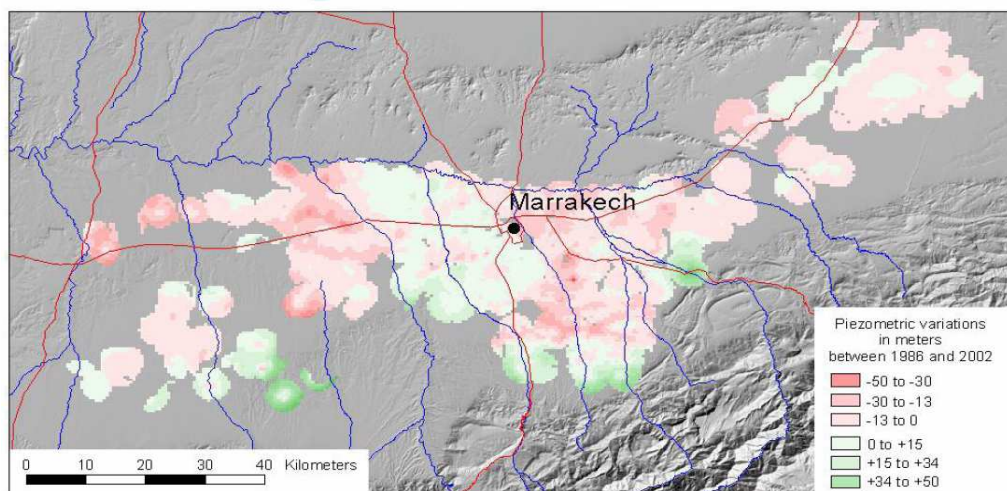 Marrakech
Piezometric variations
in meters
between 1986 and 2002
-50 to -30
-30 to -13
-13 to 0
0 to +15
+15 to +34
+34 to +50
0 10 20 30 40 Kilometers